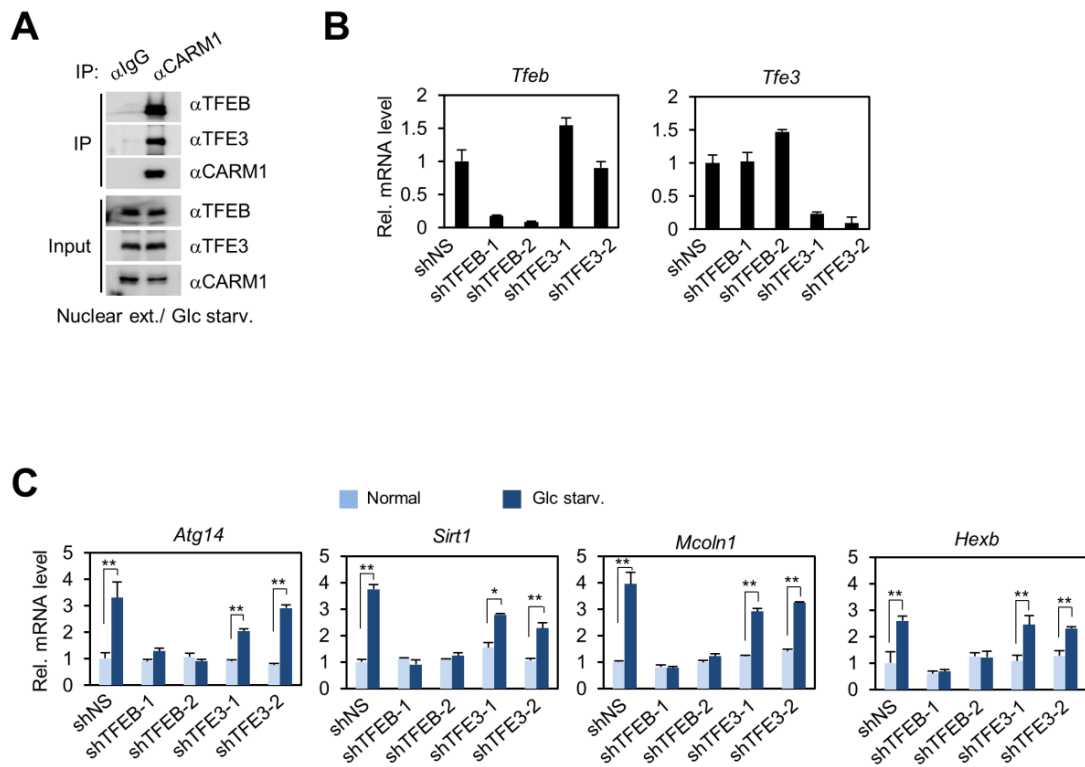 A
IP:
αIgG
αCARM1
IP
αTFEB
αTFE3
αCARM1
Input
αTFEB
αTFE3
αCARM1
Nuclear ext./ Glc starv.
B
Tfeb
Rel. mRNA level
2
1.5
1
0.5
0
shNS
shTFEB-1
shTFEB-2
shTFE3-1
shTFE3-2
Tfe3
2
1.5
1
0.5
0
shNS
shTFEB-1
shTFEB-2
shTFE3-1
shTFE3-2
C
Normal
Glc starv.
Atg14
Rel. mRNA level
5
4
3
2
1
0
**
**
**
shNS
shTFEB-1
shTFEB-2
shTFE3-1
shTFE3-2
Sirt1
5
4
3
2
1
0
**
*
**
shNS
shTFEB-1
shTFEB-2
shTFE3-1
shTFE3-2
Mcoln1
5
4
3
2
1
0
**
**
**
shNS
shTFEB-1
shTFEB-2
shTFE3-1
shTFE3-2
Hexb
5
4
3
2
1
0
**
**
**
shNS
shTFEB-1
shTFEB-2
shTFE3-1
shTFE3-2